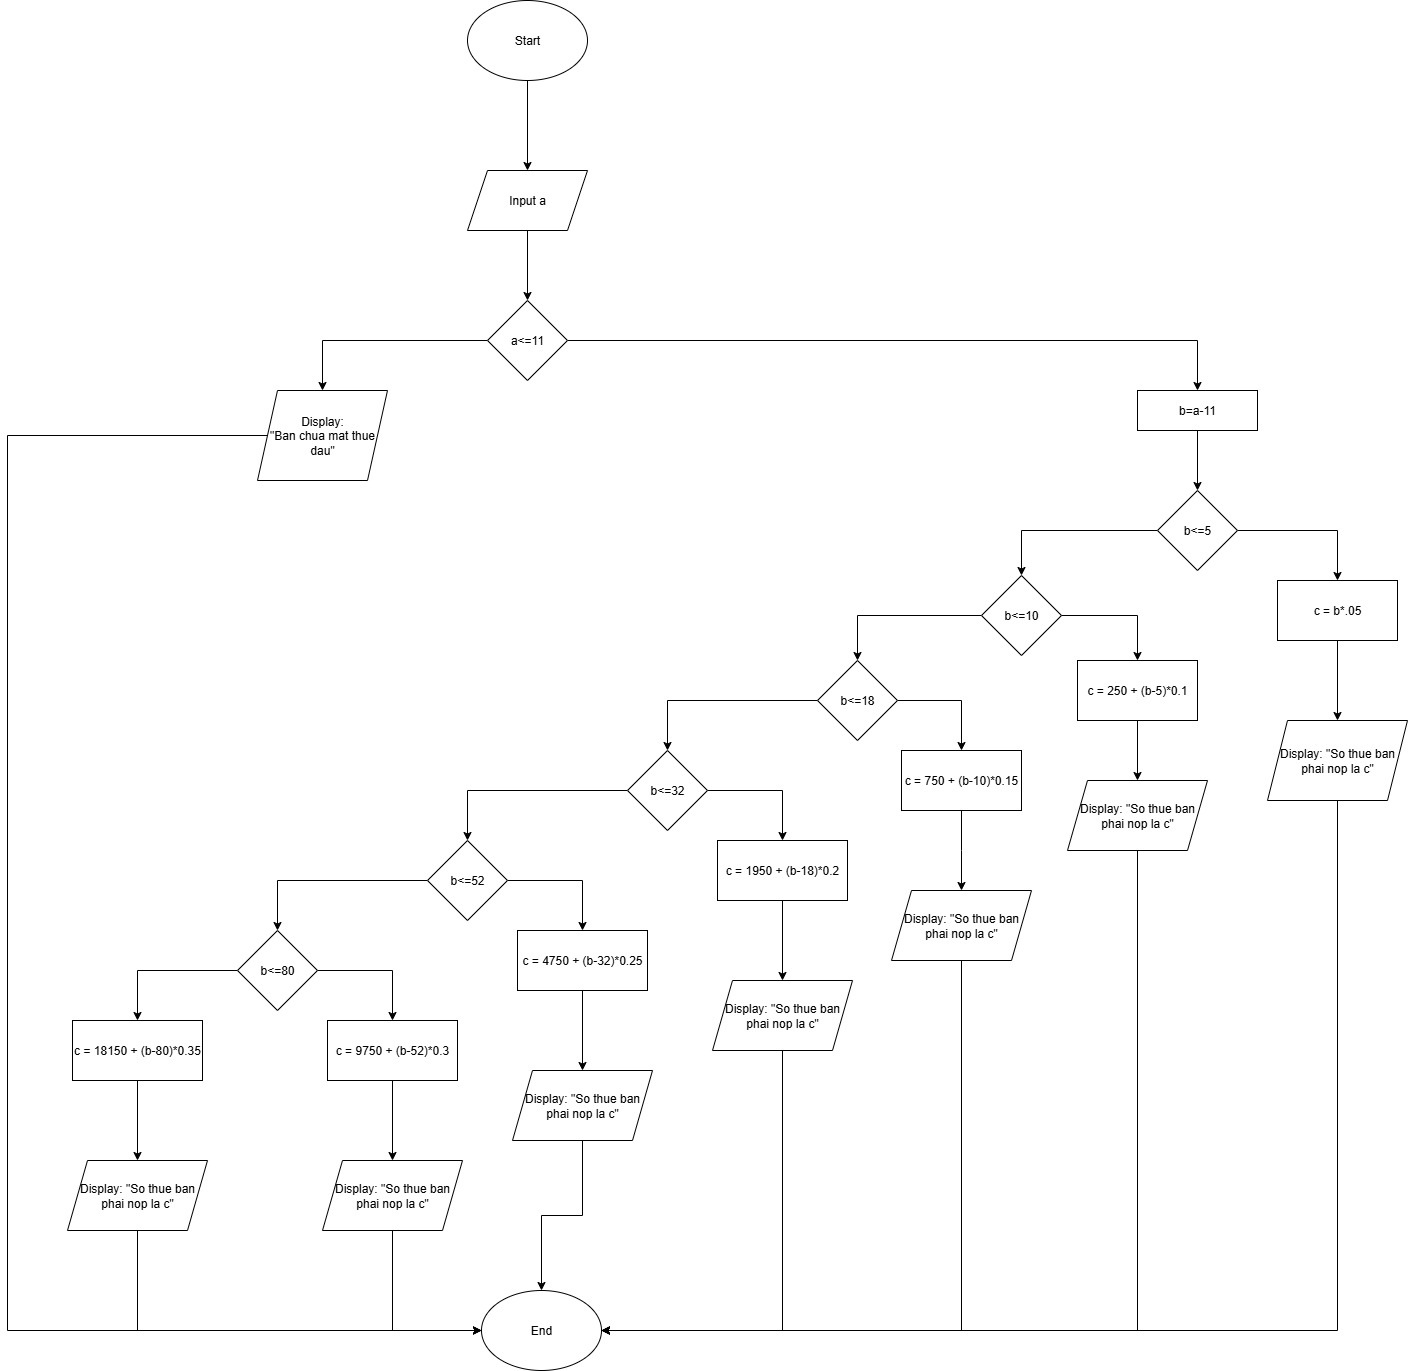 Start
Input a
a<=11
Display:
"Ban chua mat thue
dau"
b=a-11
b<=5
c = b*.05
Display: "So thue ban
phai nop la c"
b<=10
c = 250 + (b-5)*0.1
Display: "So thue ban
phai nop la c"
b<=18
c = 750 + (b-10)*0.15
Display: "So thue ban
phai nop la c"
b<=32
c = 1950 + (b-18)*0.2
Display: "So thue ban
phai nop la c"
b<=52
c = 4750 + (b-32)*0.25
Display: "So thue ban
phai nop la c"
b<=80
c = 18150 + (b-80)*0.35
Display: "So thue ban
phai nop la c"
c = 9750 + (b-52)*0.3
Display: "So thue ban
phai nop la c"
End